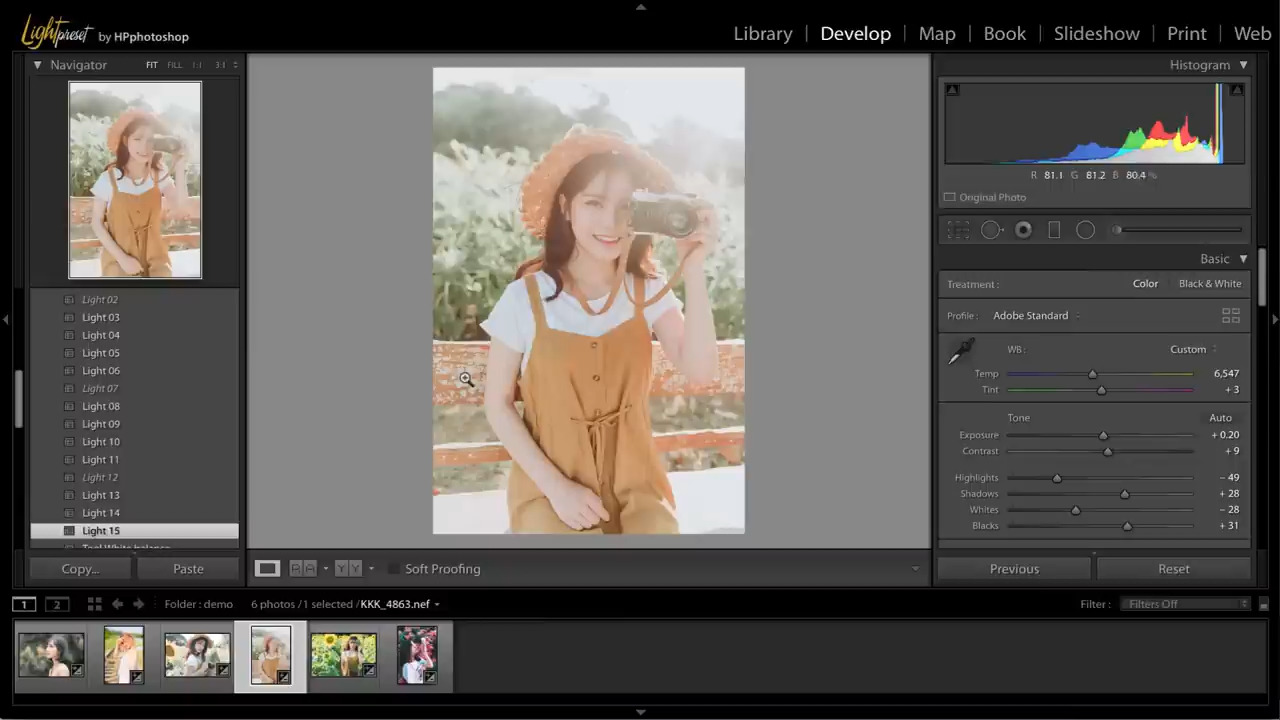 Lightpreset by HPphotoshop
Library | Develop | Map | Book | Slideshow | Print | Web
Navigator FIT FILL 1:1 3:1
Histogram
R 81.1 G 81.2 B 80.4 %
Original Photo
Basic
Treatment : Color Black & White
Profile : Adobe Standard
WB : Custom
Temp 6,547
Tint + 3
Tone Auto
Exposure + 0.20
Contrast + 9
Highlights - 49
Shadows + 28
Whites - 28
Blacks + 31
Light 02
Light 03
Light 04
Light 05
Light 06
Light 07
Light 08
Light 09
Light 10
Light 11
Light 12
Light 13
Light 14
Light 15
Tool White balance
Copy... Paste
R A Y Y Soft Proofing
Previous Reset
1 2 Folder : demo 6 photos / 1 selected / KKK_4863.nef
Filter : Filters Off